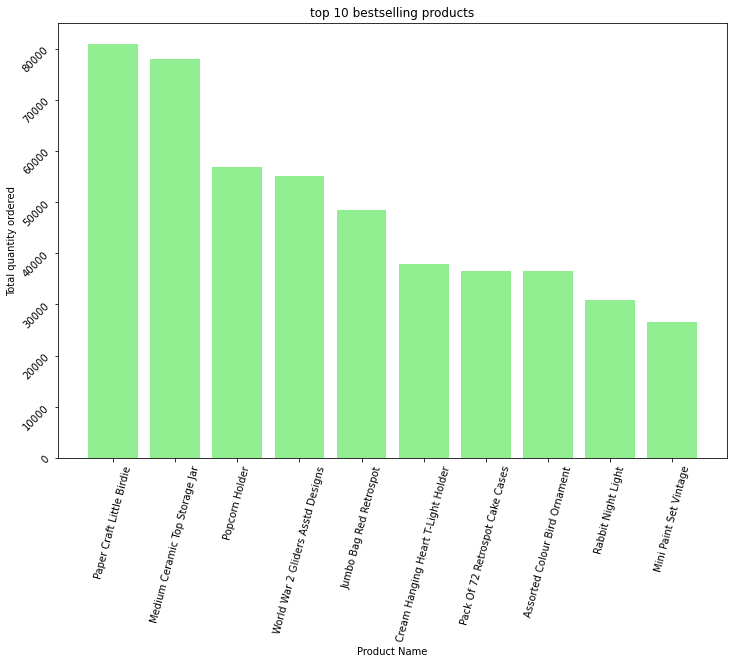 top 10 bestselling products
Total quantity ordered
80000
70000
60000
50000
40000
30000
20000
10000
0
Paper Craft Little Birdie
Medium Ceramic Top Storage Jar
Popcorn Holder
World War 2 Gliders Asstd Designs
Jumbo Bag Red Retrospot
Cream Hanging Heart T-Light Holder
Pack Of 72 Retrospot Cake Cases
Assorted Colour Bird Ornament
Rabbit Night Light
Mini Paint Set Vintage
Product Name